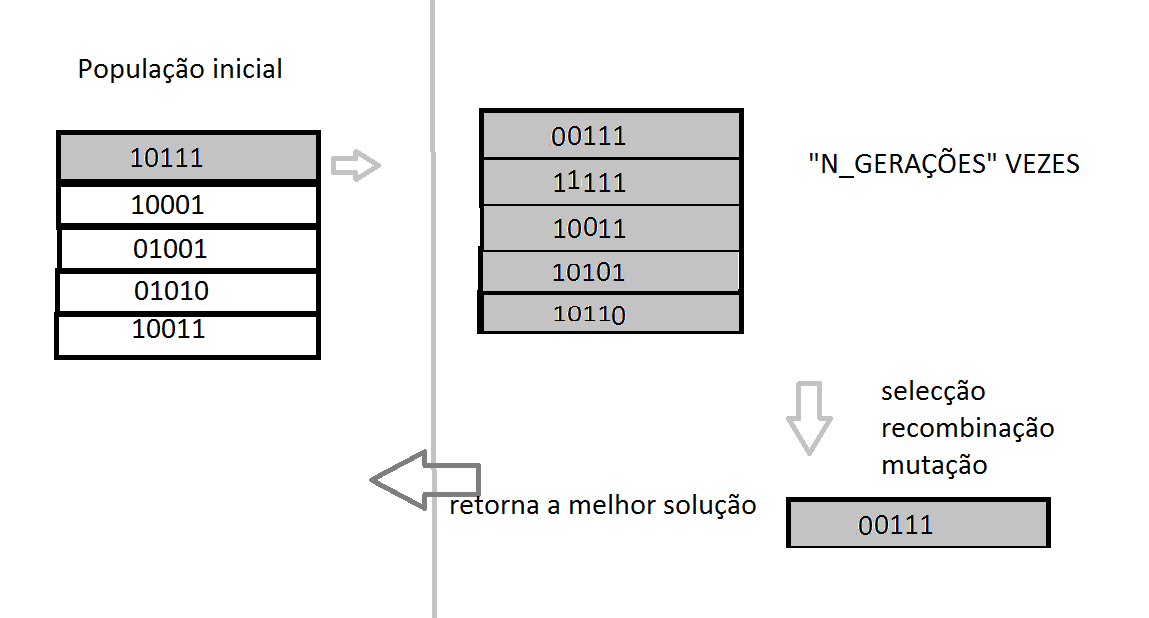 População inicial
10111
10001
01001
01010
10011
00111
11111
10011
10101
10110
"N_GERAÇÕES" VEZES
selecção
recombinação
mutação
retorna a melhor solução
00111